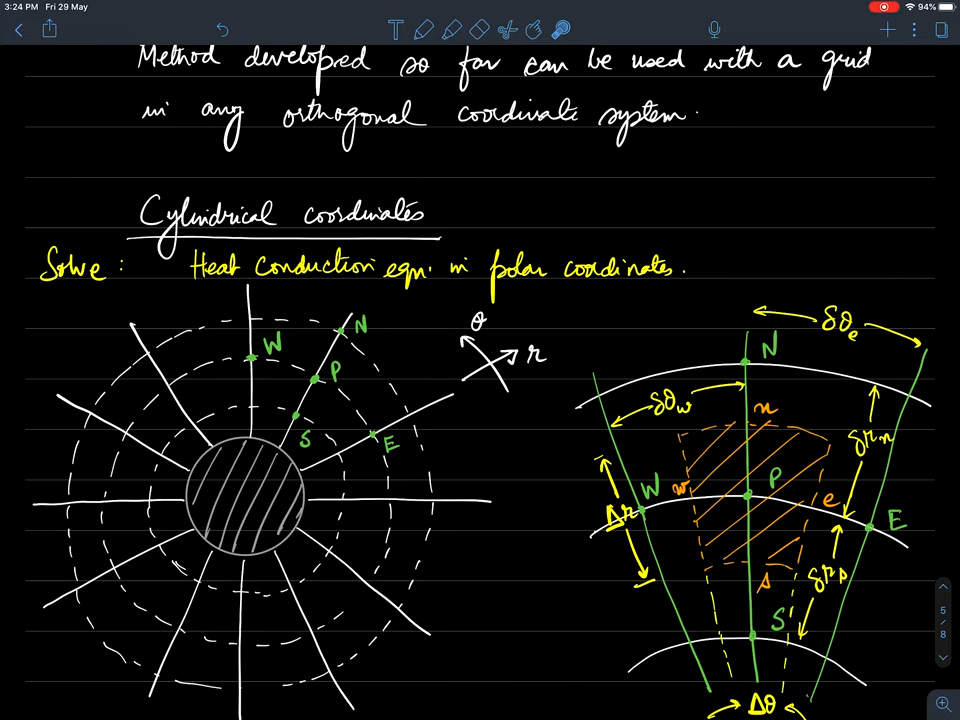 3:24 PM Fri 29 May
94%
Method developed so far can be used with a grid
in any orthogonal coordinate system.
Cylindrical coordinates
Solve : Heat conduction eqn. in polar coordinates.
θ
r
N
W
P
S
E
δθe
N
δθw
n
δrn
W
w
P
e
E
Δr
s
δrs
S
Δθ
5
/
8